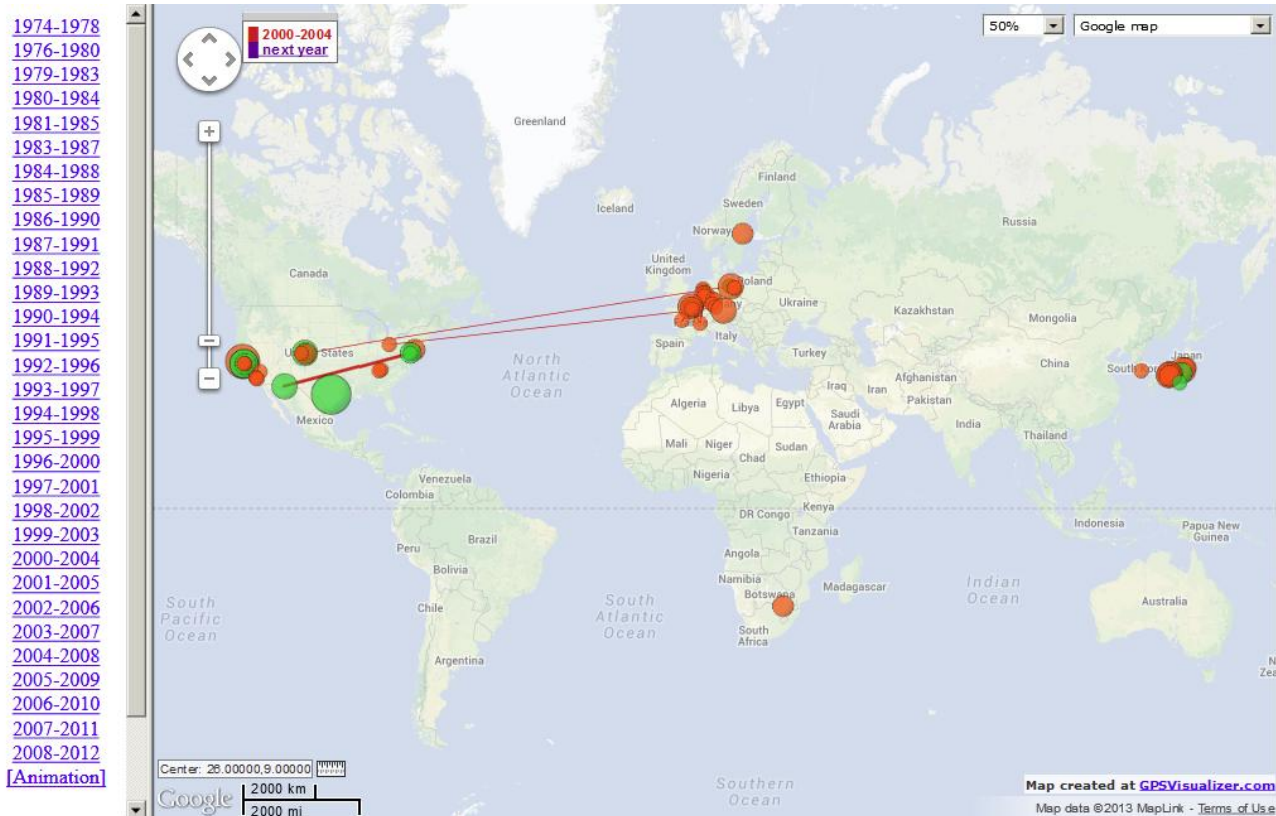 1974-1978
1976-1980
1979-1983
1980-1984
1981-1985
1983-1987
1984-1988
1985-1989
1986-1990
1987-1991
1988-1992
1989-1993
1990-1994
1991-1995
1992-1996
1993-1997
1994-1998
1995-1999
1996-2000
1997-2001
1998-2002
1999-2003
2000-2004
2001-2005
2002-2006
2003-2007
2004-2008
2005-2009
2006-2010
2007-2011
2008-2012
[Animation]
2000-2004
next year
50%
Google map
Greenland
Iceland
Finland
Sweden
Norway
Russia
United
Kingdom
Canada
Ukraine
Kazakhstan
Mongolia
Spain
Italy
Turkey
North
Atlantic
Ocean
China
Japan
Iraq
Iran
Afghanistan
Pakistan
Mexico
Algeria
Libya
Egypt
Saudi
Arabia
India
Thailand
Mali
Niger
Chad
Sudan
Nigeria
Ethiopia
Venezuela
Colombia
DR Congo
Kenya
Tanzania
Indonesia
Papua New
Guinea
Brazil
Peru
Bolivia
Angola
Namibia
Madagascar
South
Pacific
Ocean
Chile
South
Atlantic
Ocean
South
Africa
Indian
Ocean
Australia
Argentina
Southern
Ocean
Center: 26.00000,9.00000
Google
2000 km
2000 mi
Map created at GPSVisualizer.com
Map data ©2013 MapLink - Terms of Use